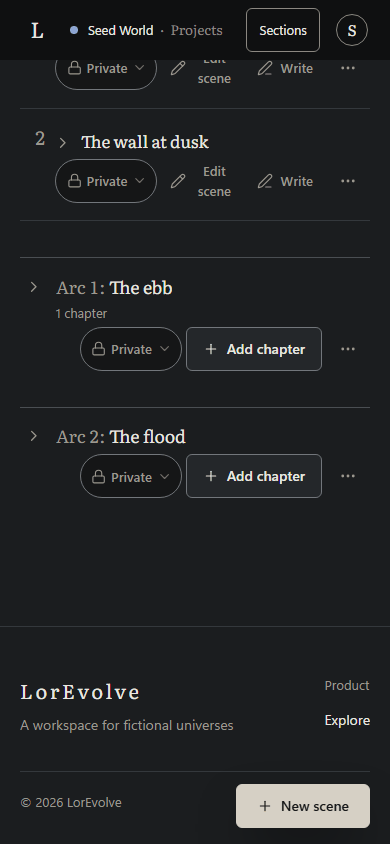 L Seed World · Projects Sections S
Private Edit Write ...
scene
2 The wall at dusk
Private Edit Write ...
scene
Arc 1: The ebb
1 chapter
Private + Add chapter ...
Arc 2: The flood
Private + Add chapter ...
LorEvolve Product
A workspace for fictional universes Explore
© 2026 LorEvolve + New scene